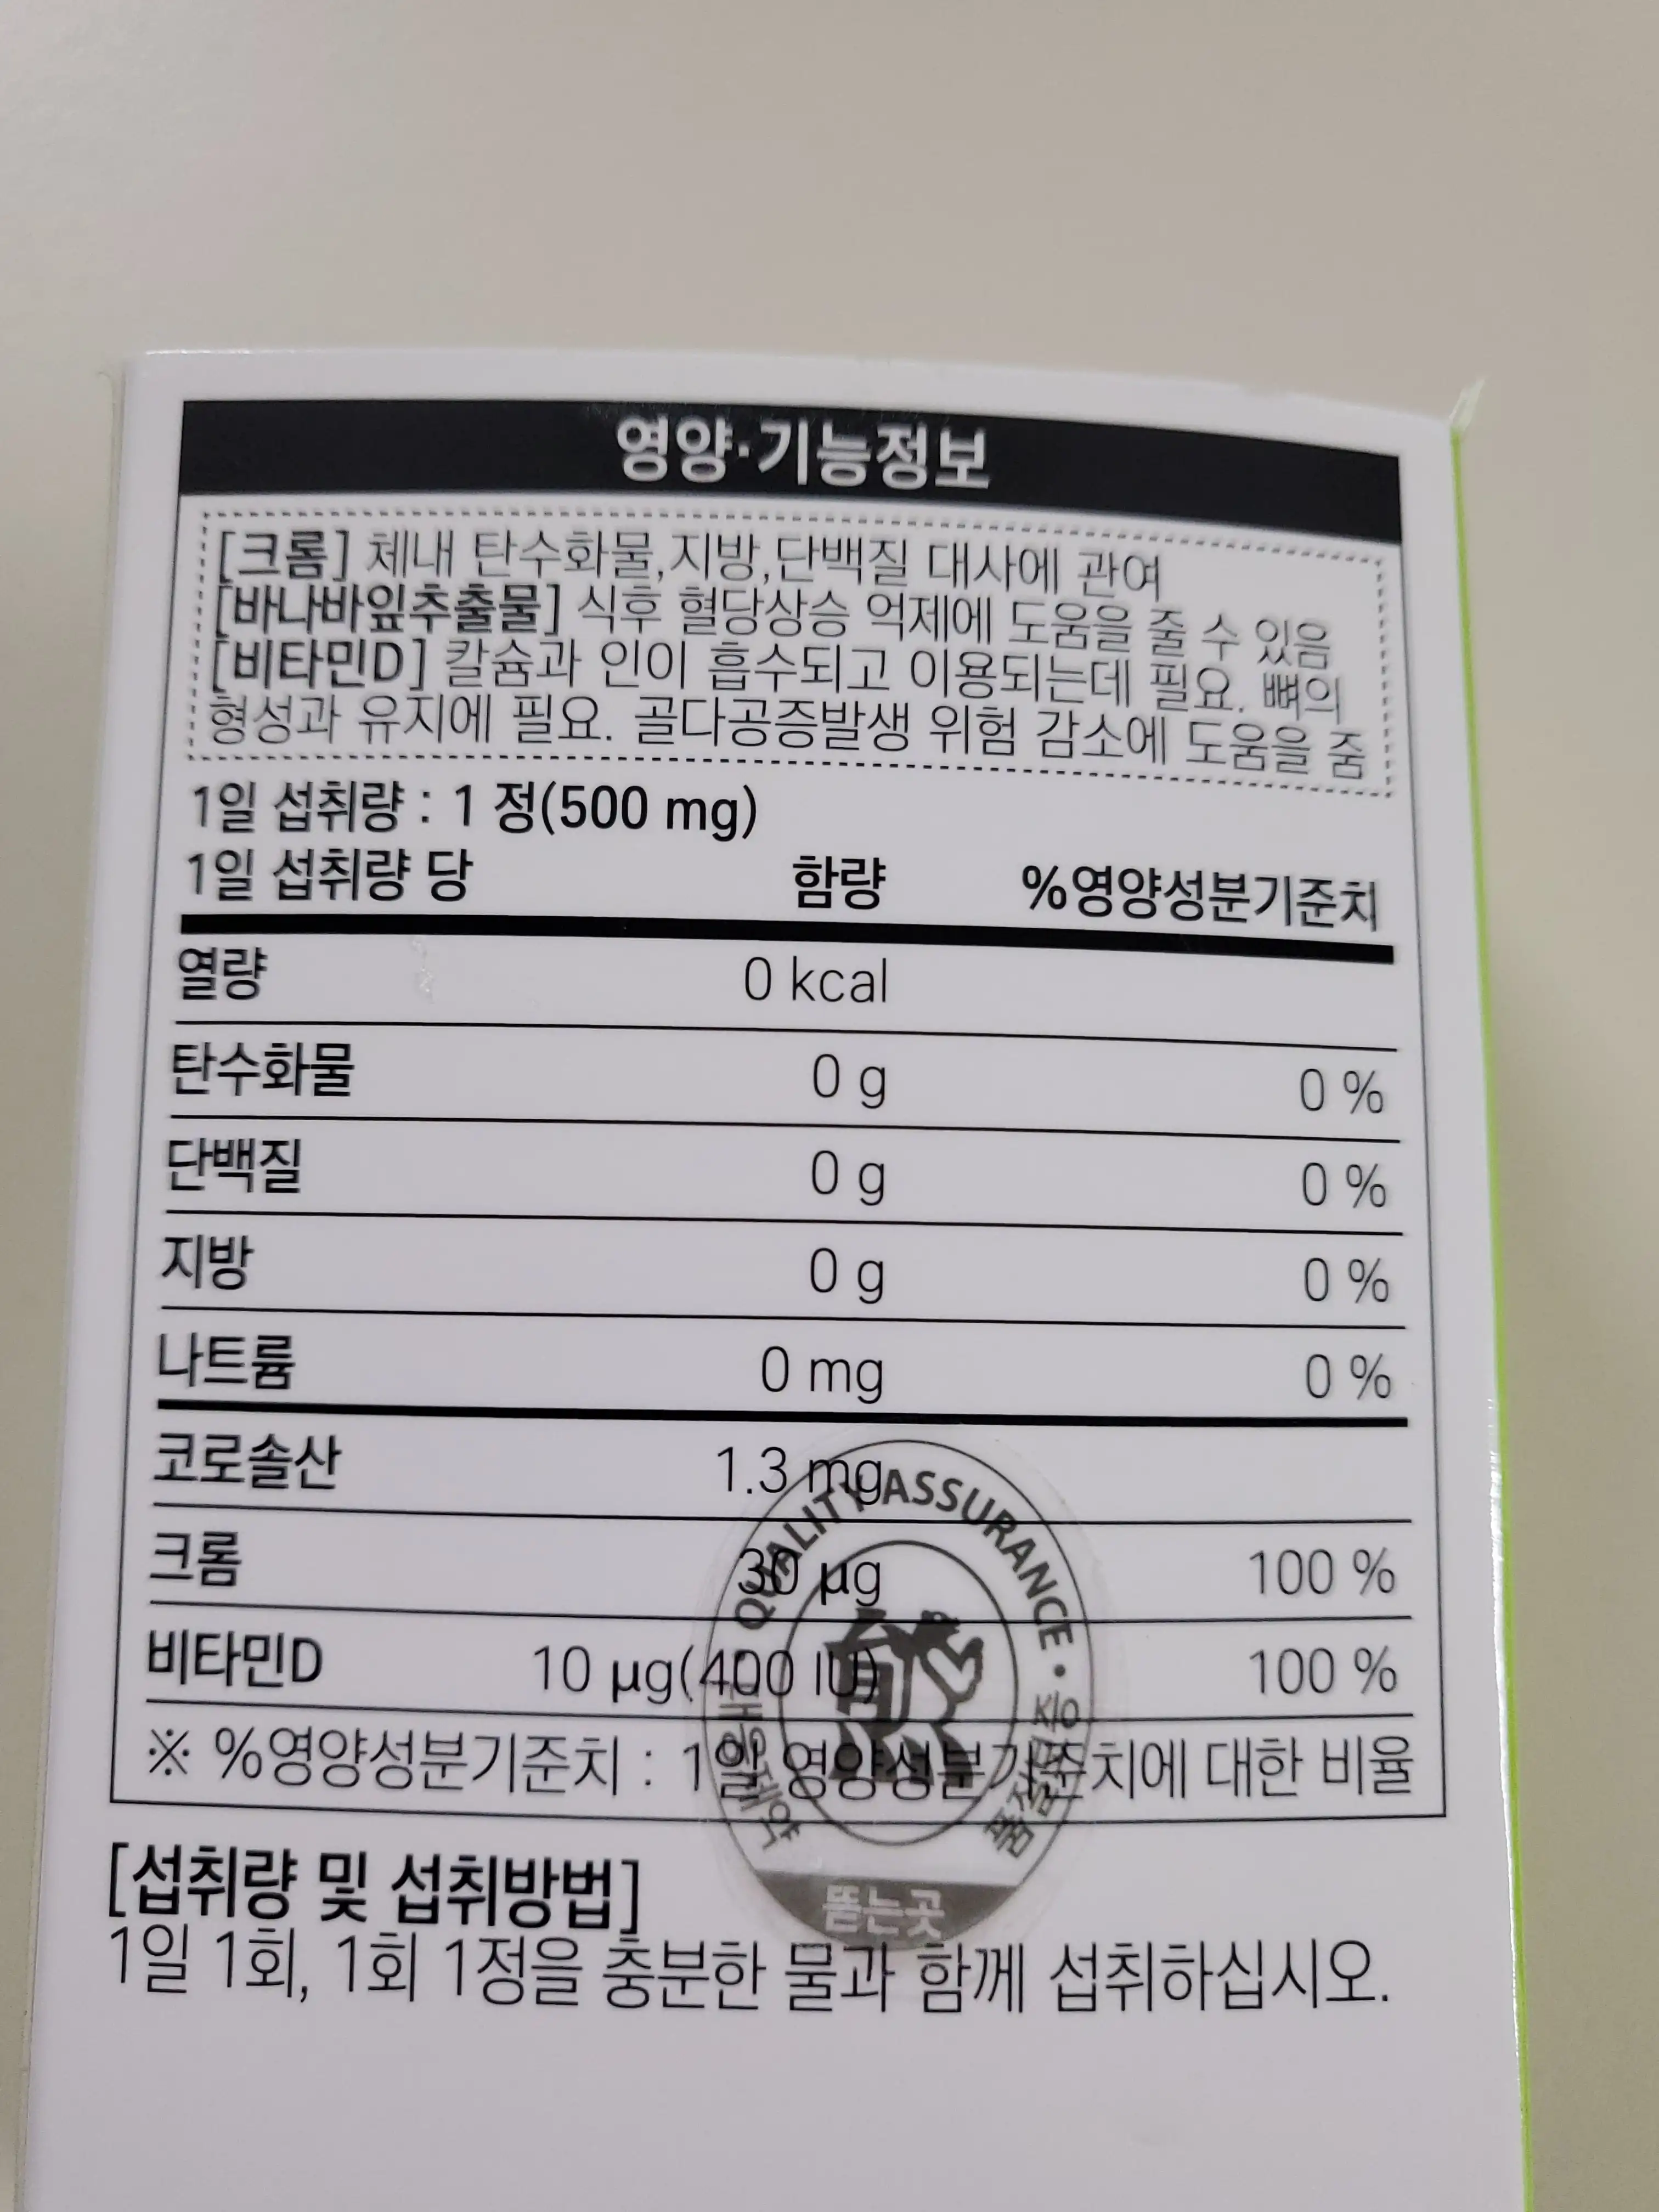 영양·기능정보
[크롬] 체내 탄수화물,지방,단백질 대사에 관여
[바나바잎추출물] 식후 혈당상승 억제에 도움을 줄 수 있음
[비타민D] 칼슘과 인이 흡수되고 이용되는데 필요. 뼈의
형성과 유지에 필요. 골다공증발생 위험 감소에 도움을 줌
1일 섭취량 : 1 정(500 mg)
1일 섭취량 당 함량 %영양성분기준치
열량 0 kcal
탄수화물 0 g 0 %
단백질 0 g 0 %
지방 0 g 0 %
나트륨 0 mg 0 %
코로솔산 1.3 mg
크롬 30 µg 100 %
비타민D 10 µg(400 IU) 100 %
※ %영양성분기준치 : 1일 영양성분기준치에 대한 비율
QUALITY ASSURANCE
품질보증
뜯는곳
[섭취량 및 섭취방법]
1일 1회, 1회 1정을 충분한 물과 함께 섭취하십시오.